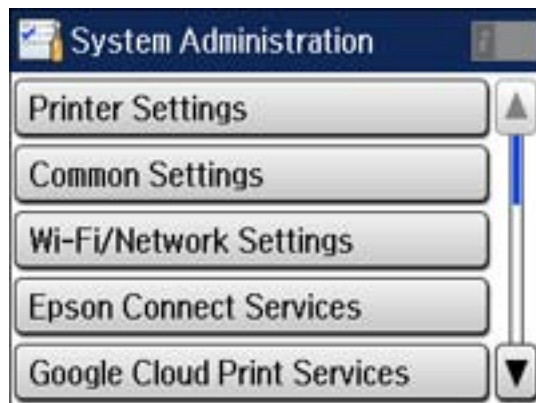 System Administration
Printer Settings
Common Settings
Wi-Fi/Network Settings
Epson Connect Services
Google Cloud Print Services